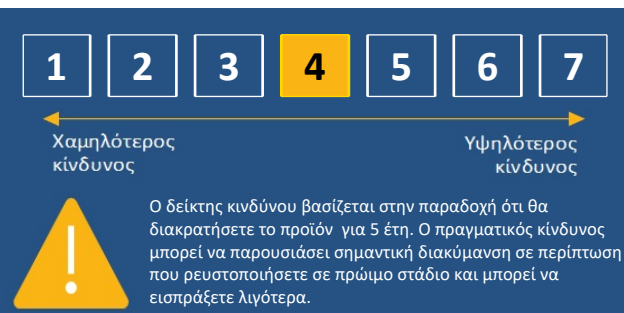 1 2 3 4 5 6 7
Χαμηλότερος Υψηλότερος
κίνδυνος κίνδυνος
Ο δείκτης κινδύνου βασίζεται στην παραδοχή ότι θα
διακρατήσετε το προϊόν για 5 έτη. Ο πραγματικός κίνδυνος
μπορεί να παρουσιάσει σημαντική διακύμανση σε περίπτωση
που ρευστοποιήσετε σε πρώιμο στάδιο και μπορεί να
εισπράξετε λιγότερα.